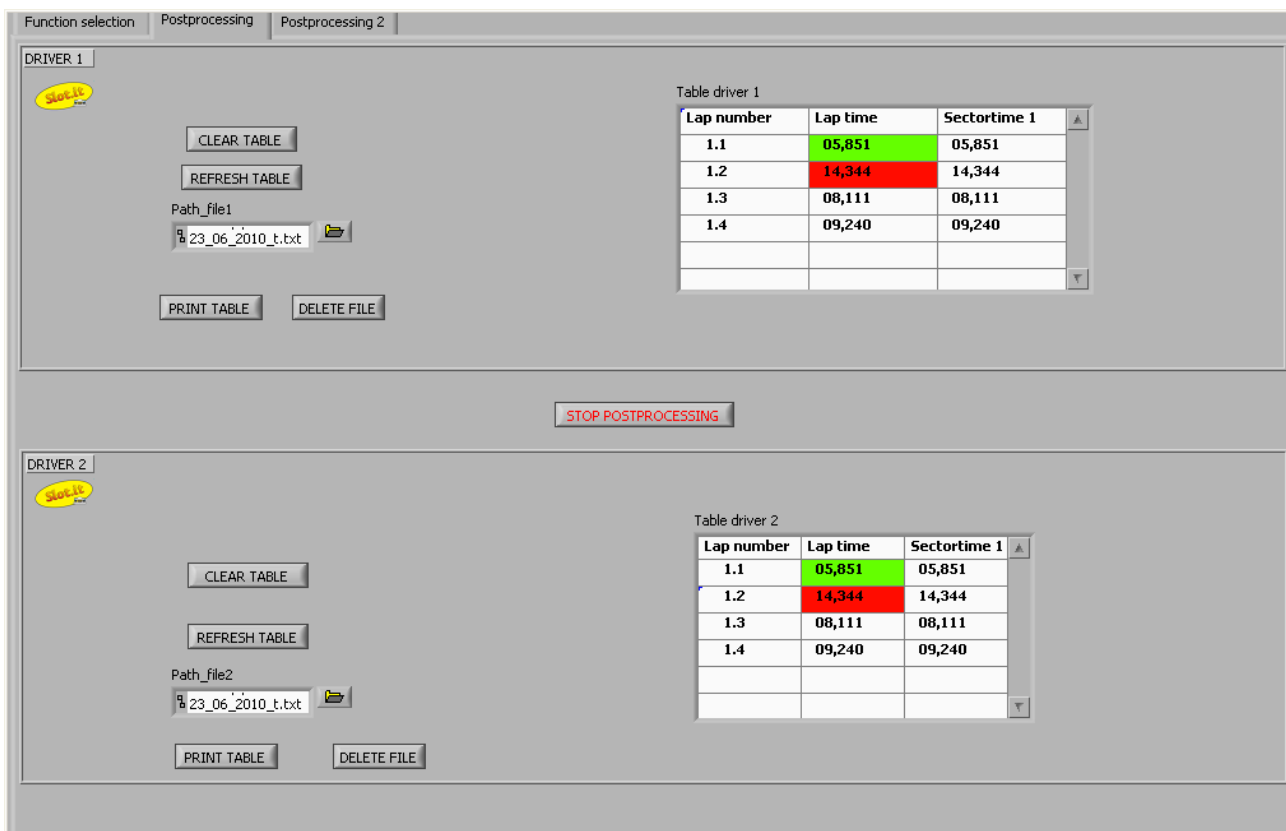 Function selection Postprocessing Postprocessing 2
DRIVER 1
Slot.it
Table driver 1
Lap number Lap time Sectortime 1
CLEAR TABLE
1.1 05,851 05,851
REFRESH TABLE
1.2 14,344 14,344
Path_file1
1.3 08,111 08,111
23_06_2010_t.txt
1.4 09,240 09,240
PRINT TABLE DELETE FILE
STOP POSTPROCESSING
DRIVER 2
Slot.it
Table driver 2
Lap number Lap time Sectortime 1
CLEAR TABLE
1.1 05,851 05,851
1.2 14,344 14,344
REFRESH TABLE
1.3 08,111 08,111
1.4 09,240 09,240
Path_file2
23_06_2010_t.txt
PRINT TABLE DELETE FILE